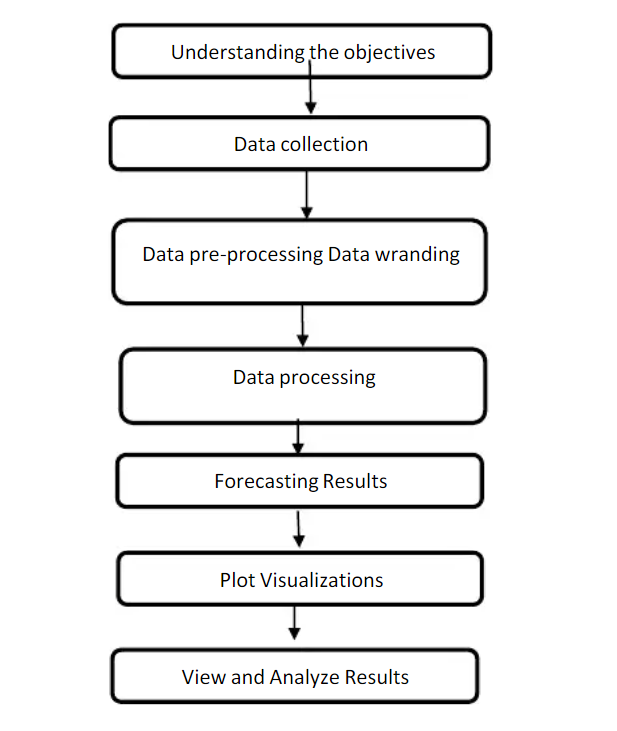 Understanding the objectives
Data collection
Data pre-processing Data wranding
Data processing
Forecasting Results
Plot Visualizations
View and Analyze Results